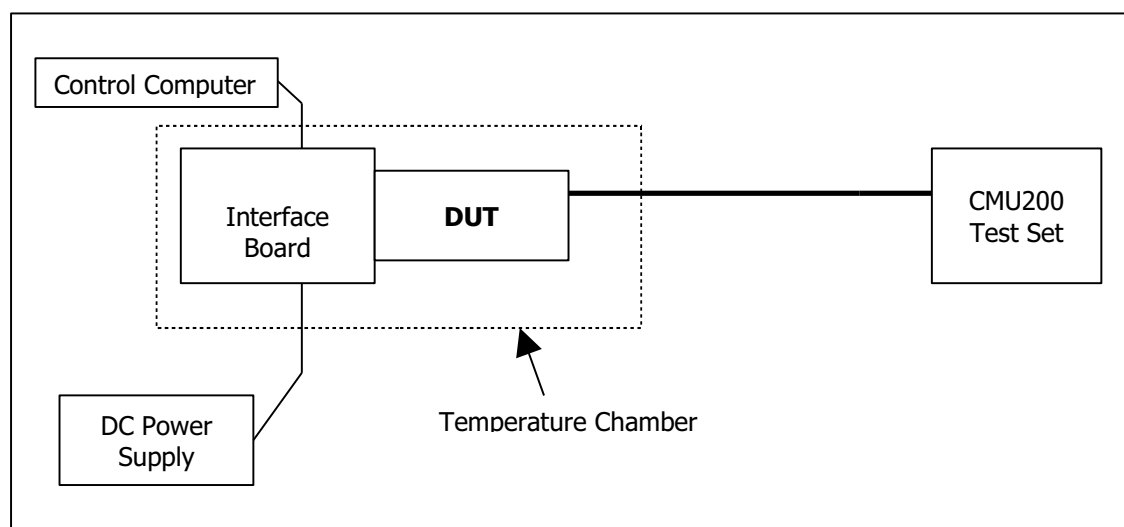 Control Computer
Interface
Board
DUT
CMU200
Test Set
Temperature Chamber
DC Power
Supply